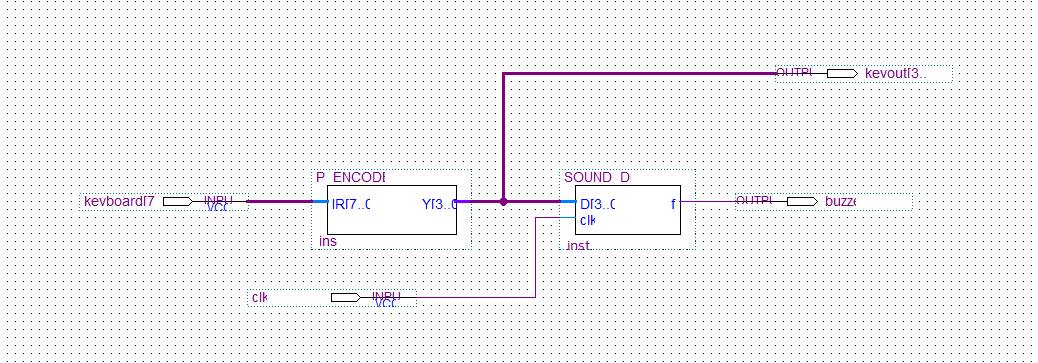 OUTPU
keyout[3..
P_ENCODE
SOUND_D
keyboard[7
INPU
VCC
IR[7..0
Y[3..0
D[3..0
f
OUTPU
buzze
clk
ins
inst
clk
INPU
VCC